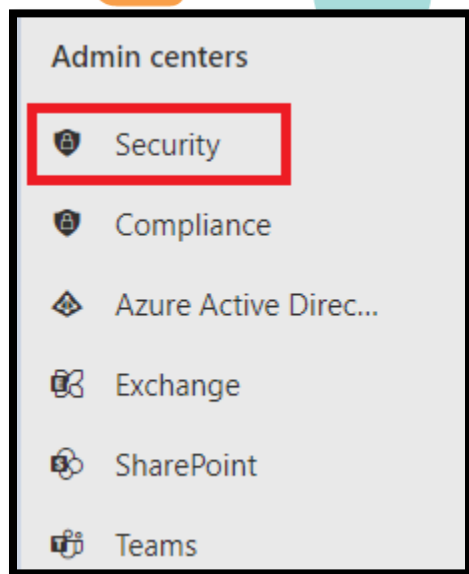 Admin centers
Security
Compliance
Azure Active Direc...
Exchange
SharePoint
Teams